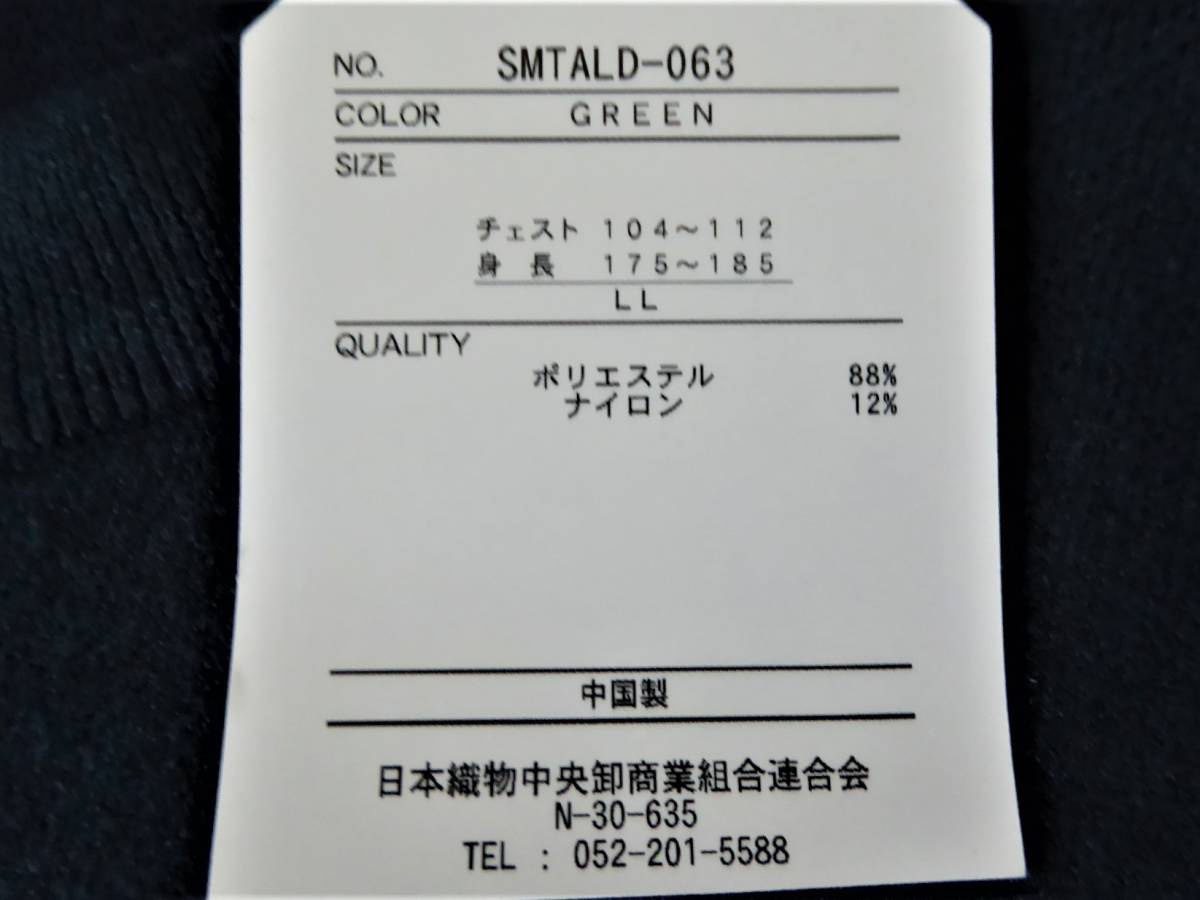 NO. SMTALD-063
COLOR GREEN
SIZE
チェスト 104〜112
身長 175〜185
LL
QUALITY
ポリエステル 88%
ナイロン 12%
中国製
日本織物中央卸商業組合連合会
N-30-635
TEL : 052-201-5588